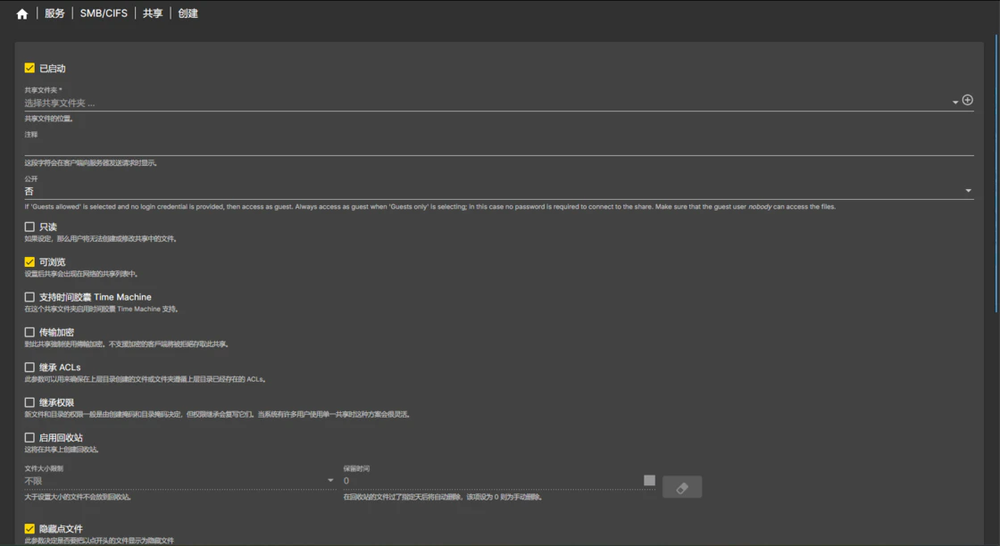 服务 SMB/CIFS 共享 创建
已启动
共享文件夹 *
选择共享文件夹 ...
共享文件的位置。
注释
这段字符会在客户端向服务器发送请求时显示。
公开
否
If 'Guests allowed' is selected and no login credential is provided, then access as guest. Always access as guest when 'Guests only' is selecting; in this case no password is required to connect to the share. Make sure that the guest user nobody can access the files.
只读
如果设定，那么用户将无法创建或修改共享中的文件。
可浏览
设置后共享会出现在网络的共享列表中。
支持时间胶囊 Time Machine
在这个共享文件夹启用时间胶囊 Time Machine 支持。
传输加密
對此共享強制使用傳輸加密。不支援加密的客戶端將被拒絕存取此共享。
继承 ACLs
此参数可以用来确保在上层目录创建的文件或文件夹遵循上层目录已经存在的 ACLs。
继承权限
新文件和目录的权限一般是由创建掩码和目录掩码决定，但权限继承会复写它们。当系统有许多用户使用单一共享时这种方案会很灵活。
启用回收站
这将在共享上创建回收站。
文件大小限制 保留时间
不限 0
大于设置大小的文件不会放到回收站。 在回收站的文件过了指定天后将自动删除，该项设为 0 则为手动删除。
隐藏点文件
此参数决定是否要把以点开头的文件显示为隐藏文件